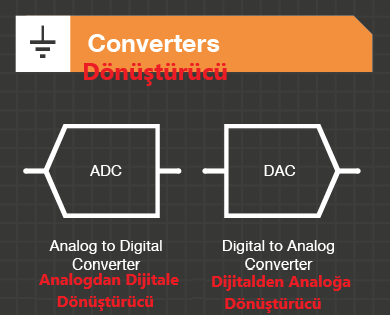 Converters
Dönüştürücü
ADC
DAC
Analog to Digital
Converter
Analogdan Dijitale
Dönüştürücü
Digital to Analog
Converter
Dijitalden Analoğa
Dönüştürücü